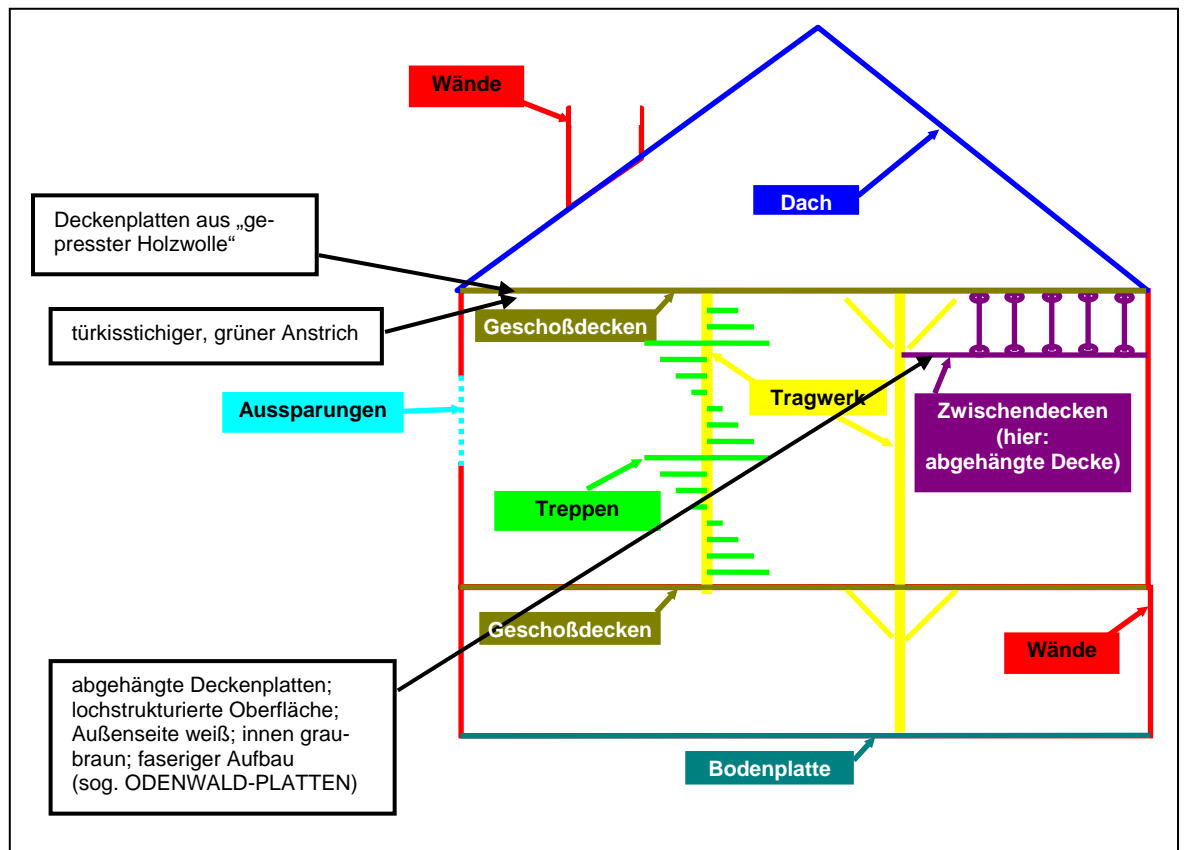 Wände
Dach
Deckenplatten aus „ge-
presster Holzwolle“
türkisstichiger, grüner Anstrich
Geschoßdecken
Aussparungen
Tragwerk
Zwischendecken
(hier:
abgehängte Decke)
Treppen
Geschoßdecken
Wände
abgehängte Deckenplatten;
lochstrukturierte Oberfläche;
Außenseite weiß; innen grau-
braun; faseriger Aufbau
(sog. ODENWALD-PLATTEN)
Bodenplatte